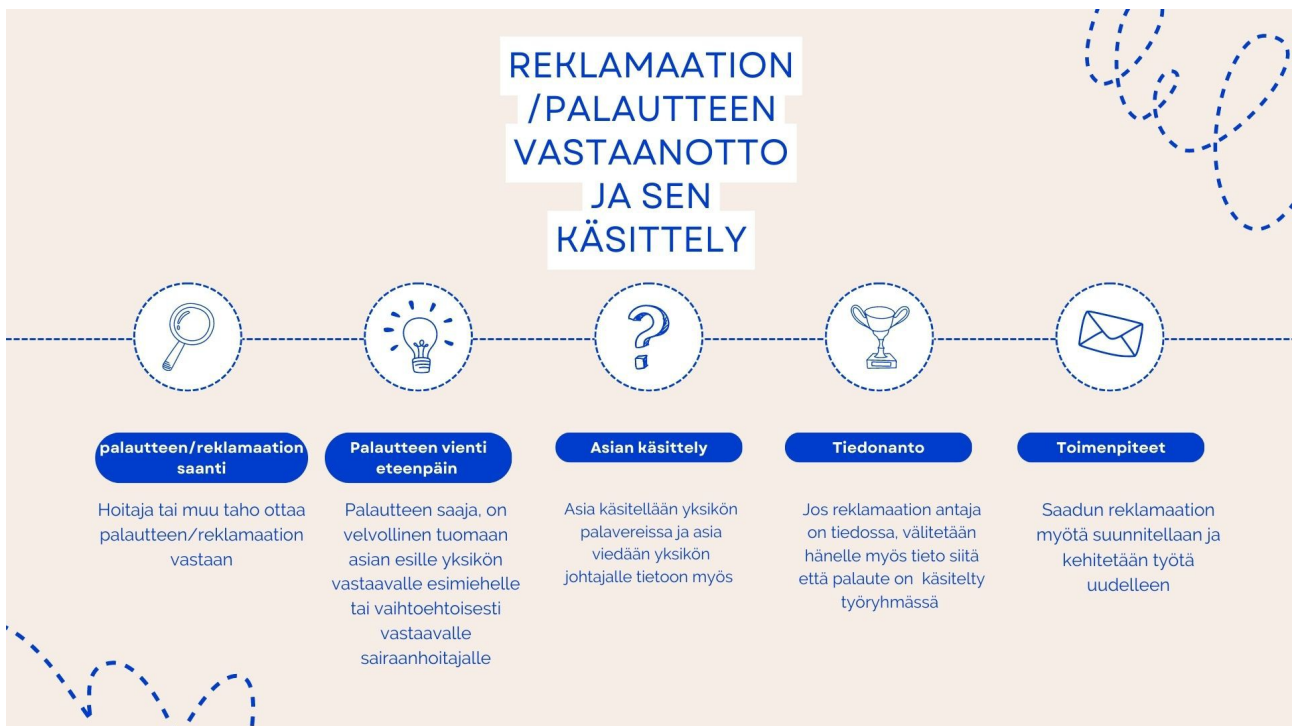 REKLAMAATION
/PALAUTTEEN
VASTAANOTTO
JA SEN
KÄSITTELY
palautteen/reklamaation
saanti
Hoitaja tai muu taho ottaa
palautteen/reklamaation
vastaan
Palautteen vienti
eteenpäin
Palautteen saaja, on
velvollinen tuomaan
asian esille yksikön
vastaavalle esimiehelle
tai vaihtoehtoisesti
vastaavalle
sairaanhoitajalle
Asian käsittely
Asia käsitellään yksikön
palavereissa ja asia
viedään yksikön
johtajalle tietoon myös
Tiedonanto
Jos reklamaation antaja
on tiedossa, välitetään
hänelle myös tieto siitä
että palaute on käsitelty
työryhmässä
Toimenpiteet
Saadun reklamaation
myötä suunnitellaan ja
kehitetään työtä
uudelleen